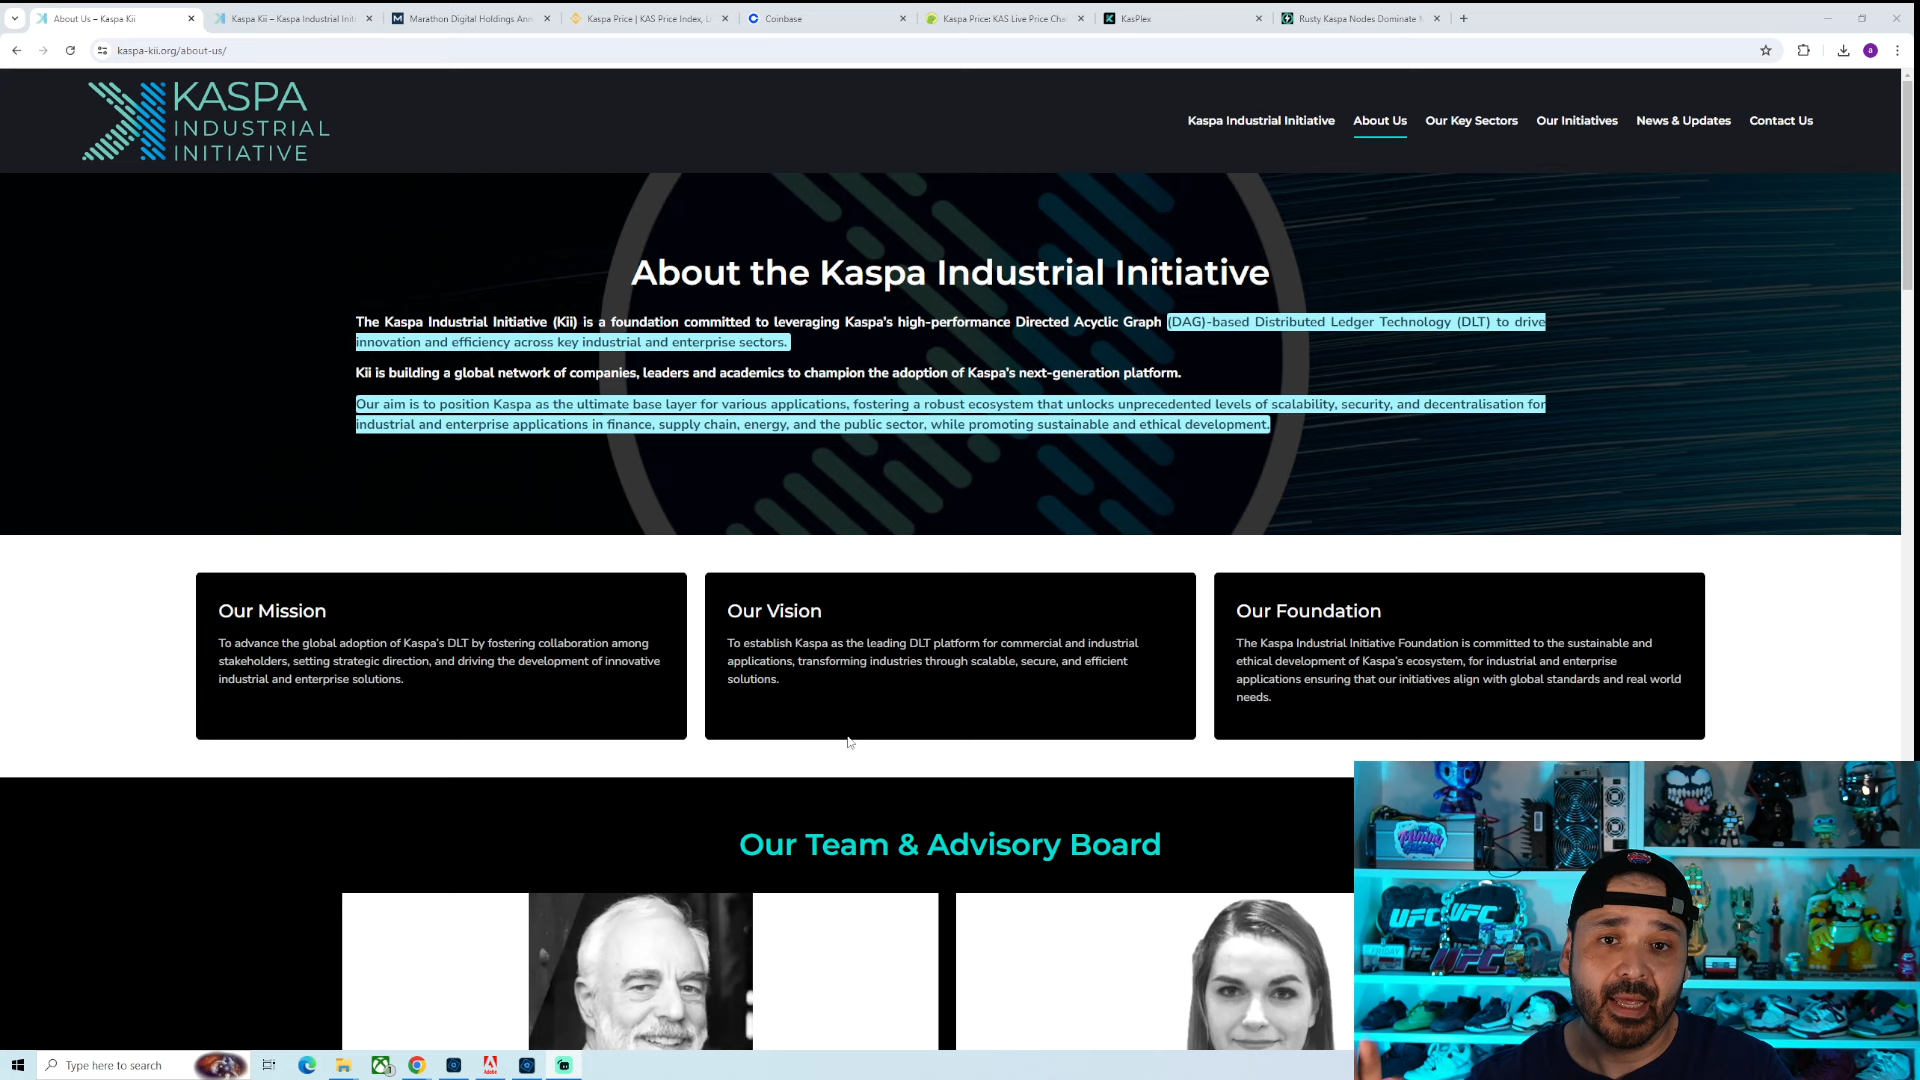 About Us – Kaspa Kii
Kaspa Kii – Kaspa Industrial Initi
Marathon Digital Holdings Ann
Kaspa Price | KAS Price Index, L
Coinbase
Kaspa Price: KAS Live Price Cha
KasPlex
Rusty Kaspa Nodes Dominate
kaspa-kii.org/about-us/
a
KASPA
INDUSTRIAL
INITIATIVE
Kaspa Industrial Initiative
About Us
Our Key Sectors
Our Initiatives
News & Updates
Contact Us
About the Kaspa Industrial Initiative
The Kaspa Industrial Initiative (Kii) is a foundation committed to leveraging Kaspa's high-performance Directed Acyclic Graph (DAG)-based Distributed Ledger Technology (DLT) to drive
innovation and efficiency across key industrial and enterprise sectors.
Kii is building a global network of companies, leaders and academics to champion the adoption of Kaspa's next-generation platform.
Our aim is to position Kaspa as the ultimate base layer for various applications, fostering a robust ecosystem that unlocks unprecedented levels of scalability, security, and decentralisation for
industrial and enterprise applications in finance, supply chain, energy, and the public sector, while promoting sustainable and ethical development.
Our Mission
To advance the global adoption of Kaspa's DLT by fostering collaboration among
stakeholders, setting strategic direction, and driving the development of innovative
industrial and enterprise solutions.
Our Vision
To establish Kaspa as the leading DLT platform for commercial and industrial
applications, transforming industries through scalable, secure, and efficient
solutions.
Our Foundation
The Kaspa Industrial Initiative Foundation is committed to the sustainable and
ethical development of Kaspa's ecosystem, for industrial and enterprise
applications ensuring that our initiatives align with global standards and real world
needs.
Our Team & Advisory Board
UFC
UFC
UFC
Type here to search